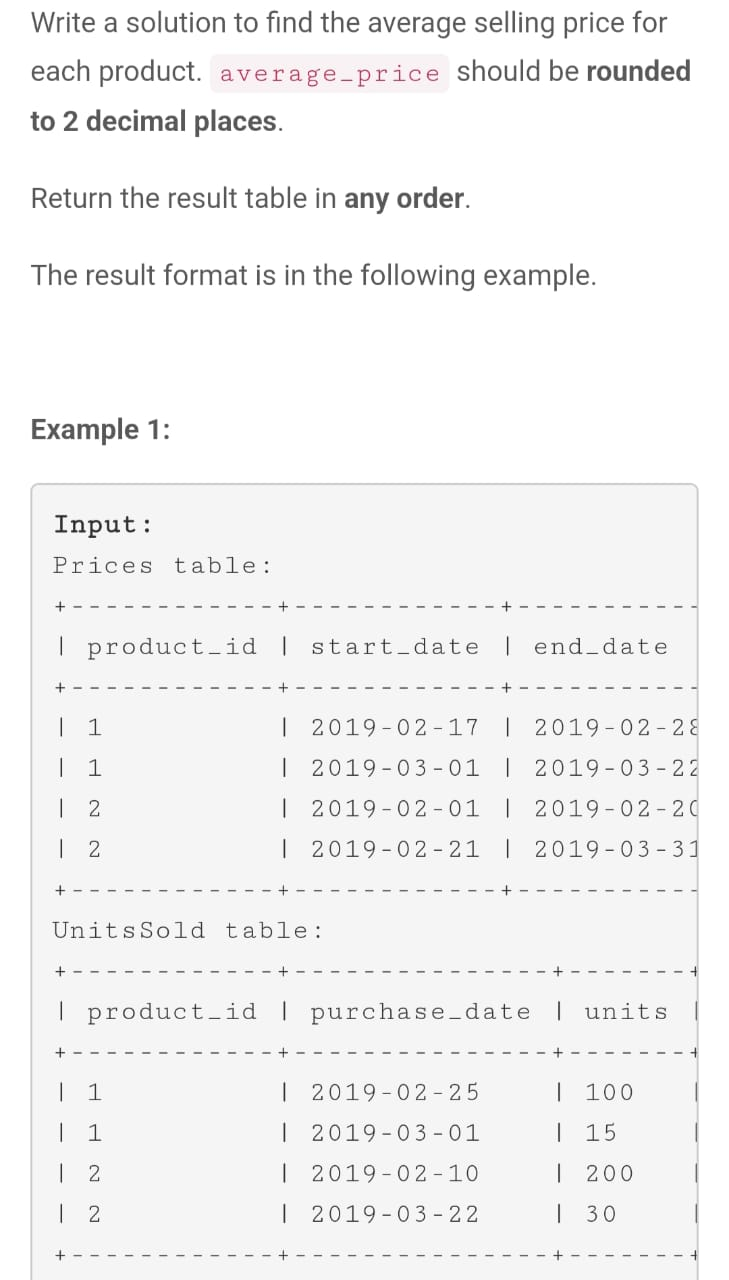 Write a solution to find the average selling price for
each product. average_price should be rounded
to 2 decimal places.
Return the result table in any order.
The result format is in the following example.
Example 1:
Input:
Prices table:
+------------+-------------+-----------
| product_id | start_date | end_date
+------------+-------------+-----------
| 1 | 2019-02-17 | 2019-02-28
| 1 | 2019-03-01 | 2019-03-22
| 2 | 2019-02-01 | 2019-02-20
| 2 | 2019-02-21 | 2019-03-31
+------------+-------------+-----------
UnitsSold table:
+------------+---------------+-------+
| product_id | purchase_date | units |
+------------+---------------+-------+
| 1 | 2019-02-25 | 100 |
| 1 | 2019-03-01 | 15 |
| 2 | 2019-02-10 | 200 |
| 2 | 2019-03-22 | 30 |
+------------+---------------+-------+